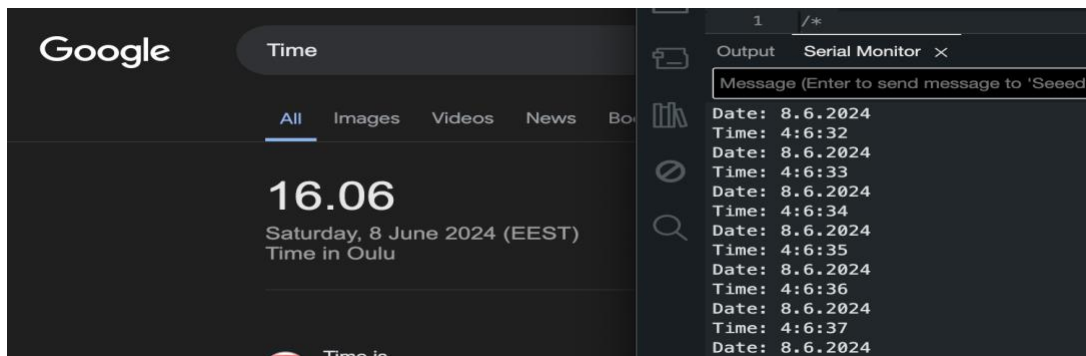 Google
Time
All Images Videos News Bo
16.06
Saturday, 8 June 2024 (EEST)
Time in Oulu
Time is
1 /*
Output Serial Monitor ×
Message (Enter to send message to 'Seeed
Date: 8.6.2024
Time: 4:6:32
Date: 8.6.2024
Time: 4:6:33
Date: 8.6.2024
Time: 4:6:34
Date: 8.6.2024
Time: 4:6:35
Date: 8.6.2024
Time: 4:6:36
Date: 8.6.2024
Time: 4:6:37
Date: 8.6.2024